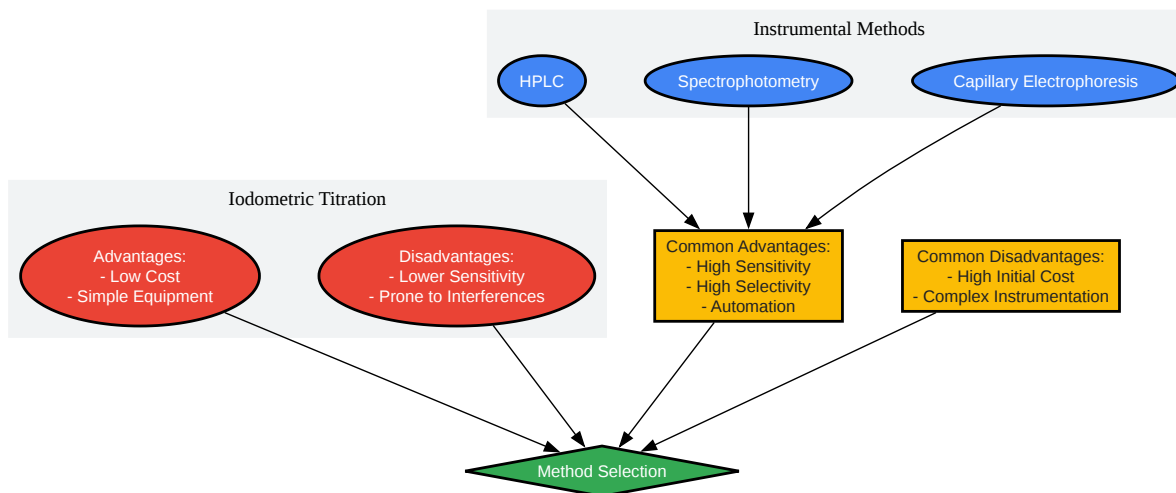 Instrumental Methods
HPLC
Spectrophotometry
Capillary Electrophoresis
Iodometric Titration
Advantages:
- Low Cost
- Simple Equipment
Disadvantages:
- Lower Sensitivity
- Prone to Interferences
Common Advantages:
- High Sensitivity
- High Selectivity
- Automation
Common Disadvantages:
- High Initial Cost
- Complex Instrumentation
Method Selection